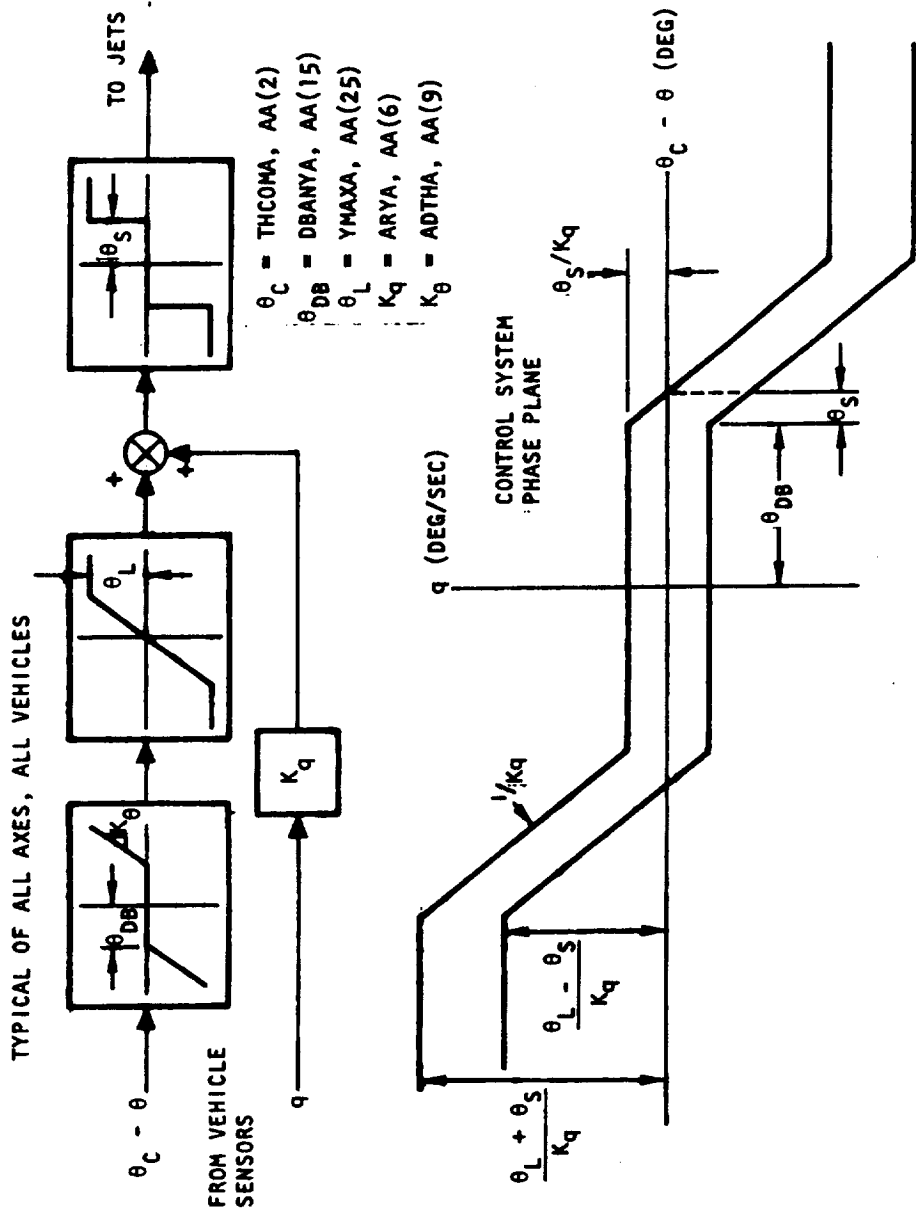 TYPICAL OF ALL AXES, ALL VEHICLES
θC - θ
FROM VEHICLE
SENSORS
q
θDB
Kθ
θL
Kq
+
+
θS
TO JETS
θC = THCOMA, AA(2)
θDB = DBANYA, AA(15)
θL = YMAXA, AA(25)
Kq = ARYA, AA(6)
Kθ = ADTHA, AA(9)
q (DEG/SEC)
CONTROL SYSTEM
PHASE PLANE
θS/Kq
θC - θ (DEG)
1/Kq
θL + θS
Kq
θL - θS
Kq
θDB
θS